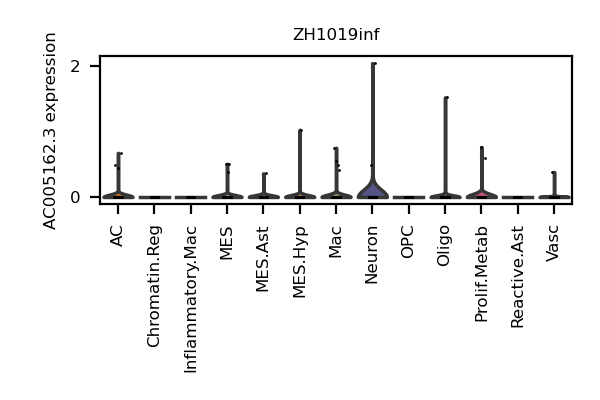 ZH1019inf
AC005162.3 expression
2
0
AC
Chromatin.Reg
Inflammatory.Mac
MES
MES.Ast
MES.Hyp
Mac
Neuron
OPC
Oligo
Prolif.Metab
Reactive.Ast
Vasc